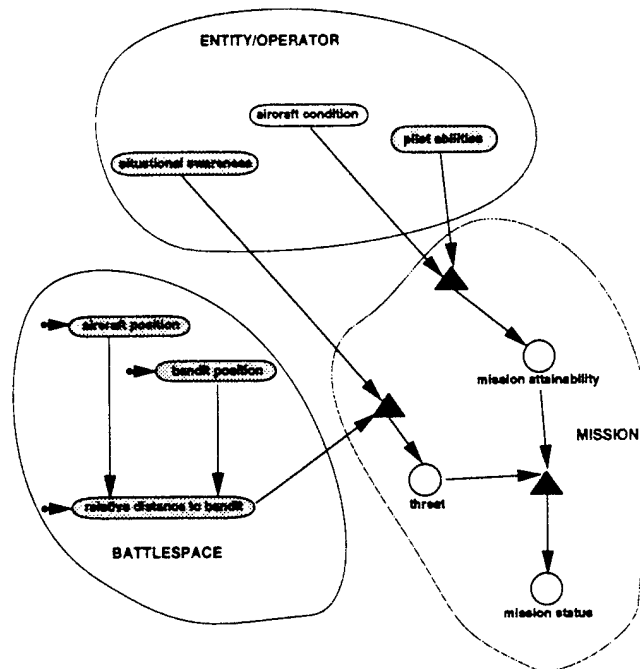 ENTITY/OPERATOR
aircraft condition
pilot abilities
situational awareness
aircraft position
bandit position
mission attainability
MISSION
relative distance to bandit
threat
BATTLESPACE
mission status